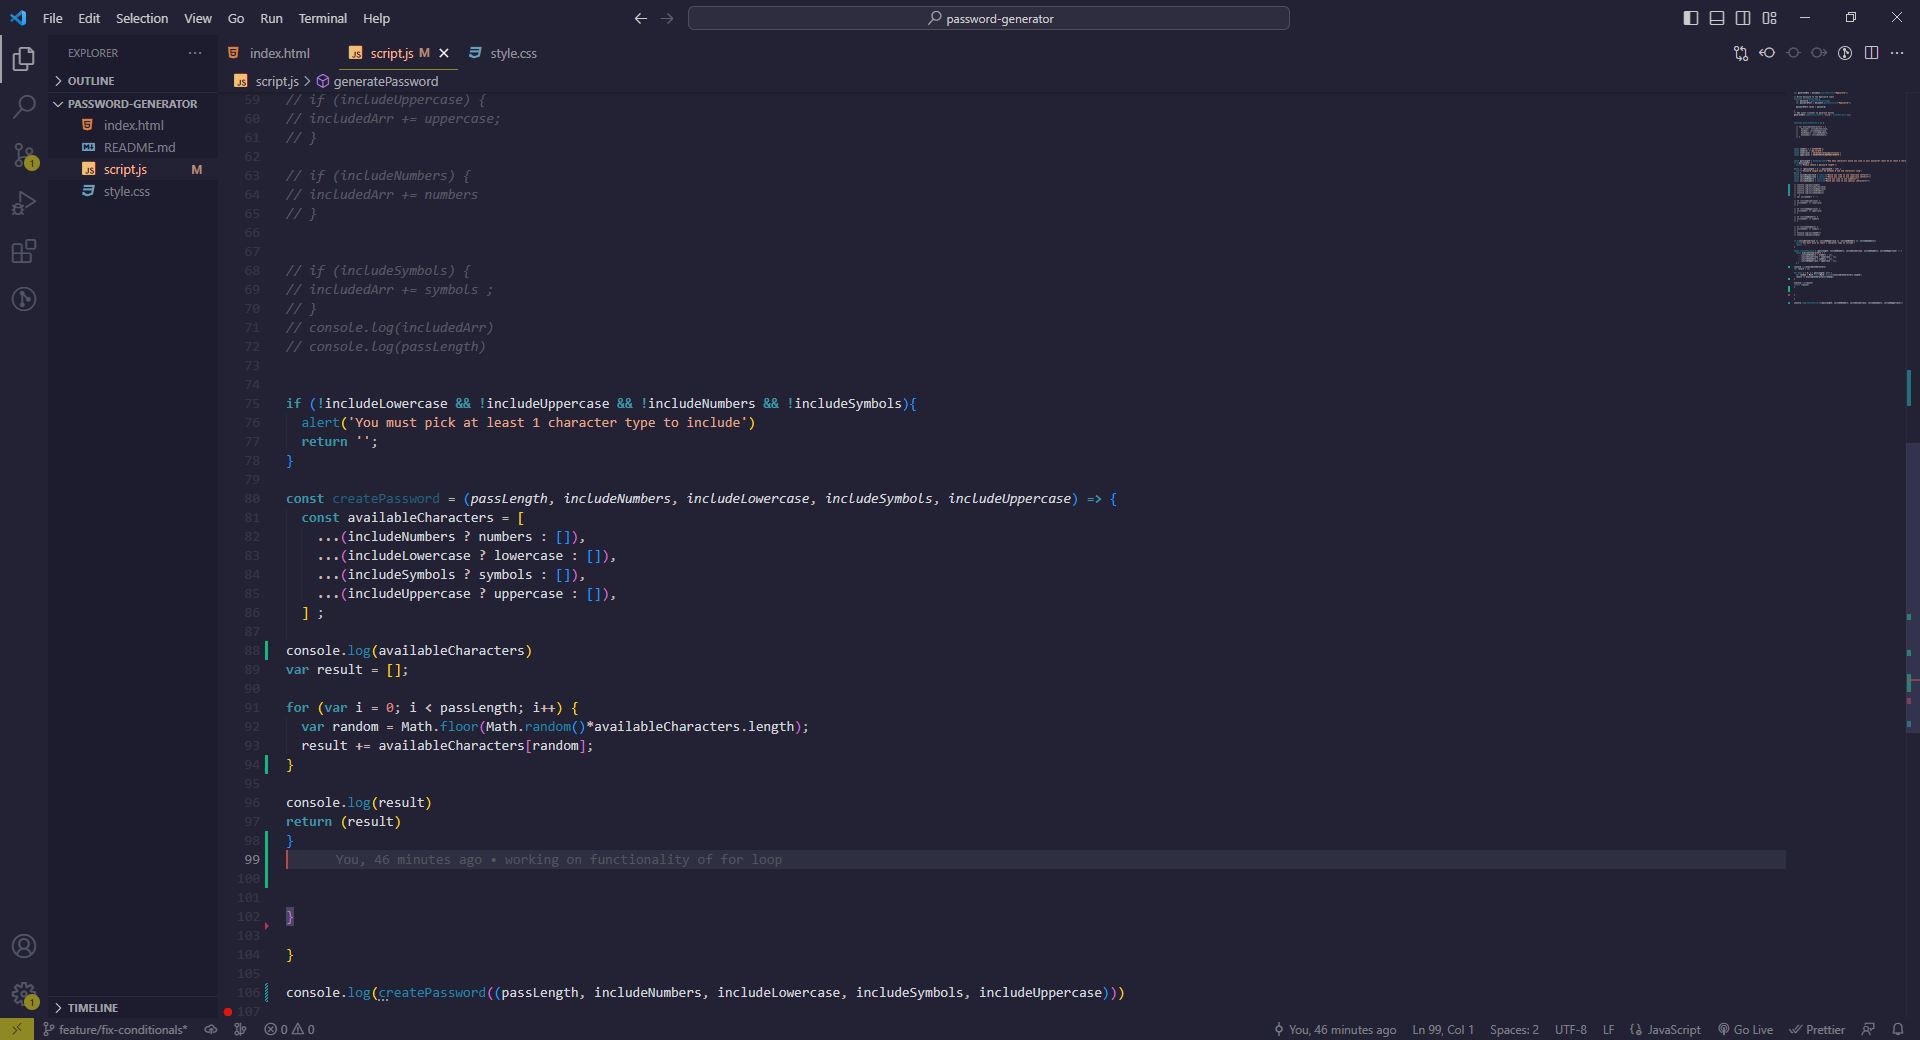 File Edit Selection View Go Run Terminal Help
password-generator
EXPLORER
OUTLINE
PASSWORD-GENERATOR
index.html
README.md
script.js M
style.css
TIMELINE
index.html script.js M style.css
script.js > generatePassword
59 // if (includeUppercase) {
60 // includedArr += uppercase;
61 // }
62
63 // if (includeNumbers) {
64 // includedArr += numbers
65 // }
66
67
68 // if (includeSymbols) {
69 // includedArr += symbols ;
70 // }
71 // console.log(includedArr)
72 // console.log(passLength)
73
74
75 if (!includeLowercase && !includeUppercase && !includeNumbers && !includeSymbols){
76 alert('You must pick at least 1 character type to include')
77 return '';
78 }
79
80 const createPassword = (passLength, includeNumbers, includeLowercase, includeSymbols, includeUppercase) => {
81 const availableCharacters = [
82 ...(includeNumbers ? numbers : []),
83 ...(includeLowercase ? lowercase : []),
84 ...(includeSymbols ? symbols : []),
85 ...(includeUppercase ? uppercase : []),
86 ] ;
87
88 console.log(availableCharacters)
89 var result = [];
90
91 for (var i = 0; i < passLength; i++) {
92 var random = Math.floor(Math.random()*availableCharacters.length);
93 result += availableCharacters[random];
94 }
95
96 console.log(result)
97 return (result)
98 }
99 You, 46 minutes ago • working on functionality of for loop
100
101
102 }
103
104 }
105
106 console.log(createPassword((passLength, includeNumbers, includeLowercase, includeSymbols, includeUppercase)))
107
feature/fix-conditionals* 0 0 You, 46 minutes ago Ln 99, Col 1 Spaces: 2 UTF-8 LF {} JavaScript Go Live Prettier